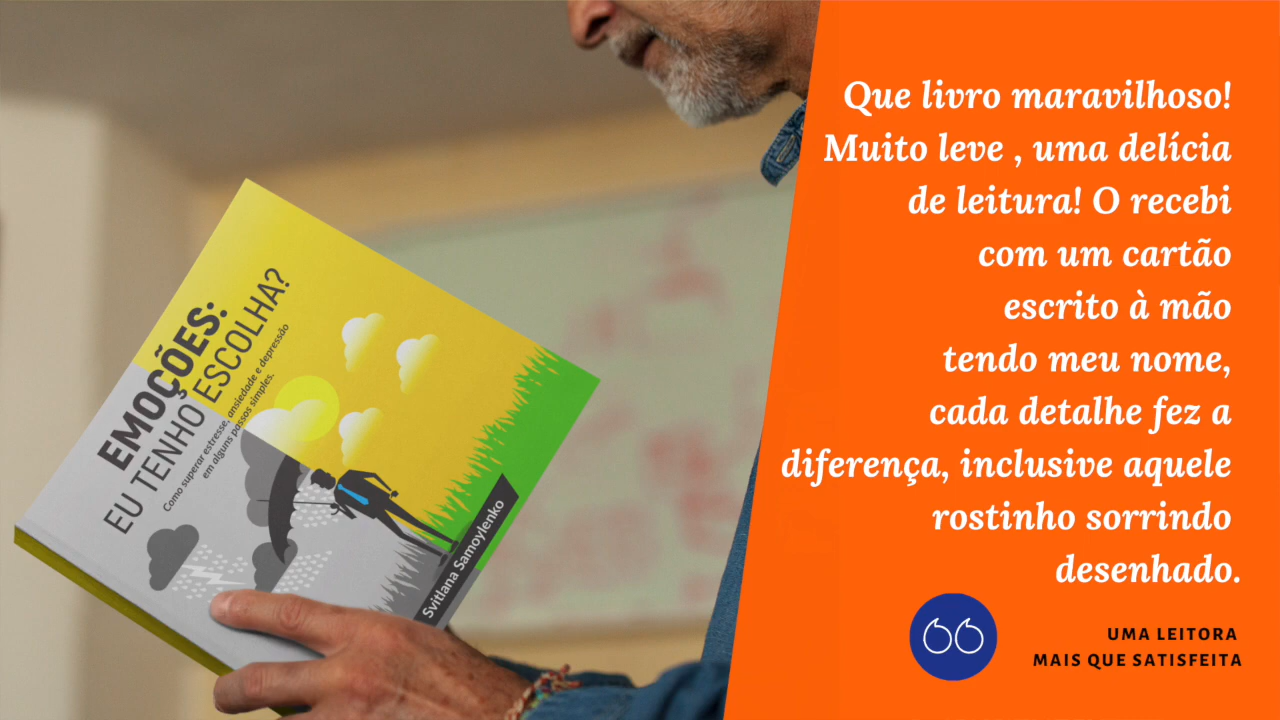 EMOÇÕES:
EU TENHO ESCOLHA?
Como superar estresse, ansiedade e depressão
em alguns passos simples.
Svitlana Samoylenko
Que livro maravilhoso!
Muito leve , uma delícia
de leitura! O recebi
com um cartão
escrito à mão
tendo meu nome,
cada detalhe fez a
diferença, inclusive aquele
rostinho sorrindo
desenhado.
UMA LEITORA
MAIS QUE SATISFEITA